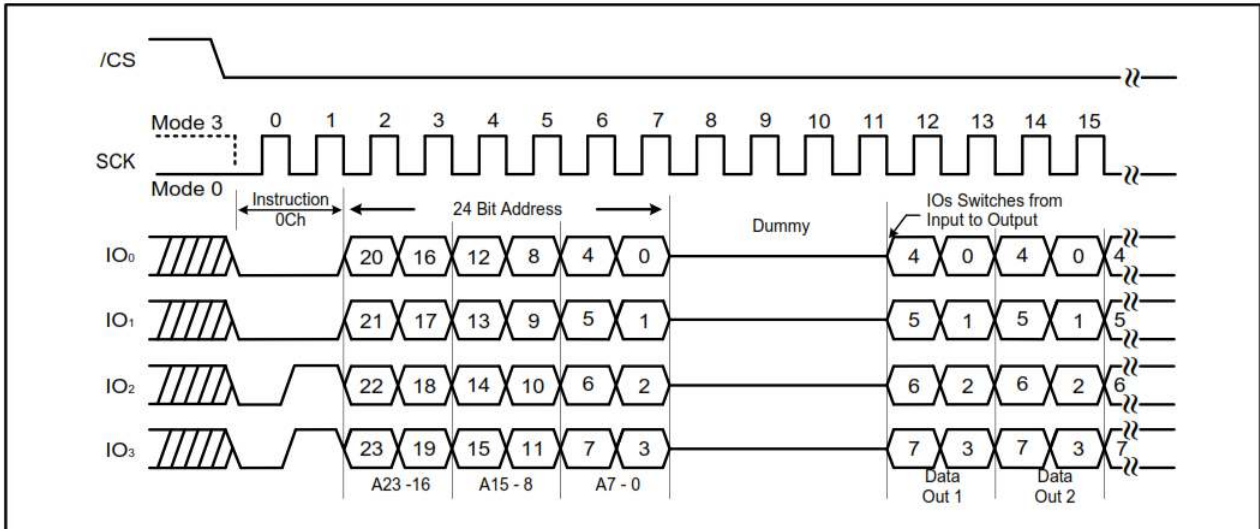 /CS
Mode 3
0 1 2 3 4 5 6 7 8 9 10 11 12 13 14 15
SCK
Mode 0
Instruction
0Ch
24 Bit Address
Dummy
IOs Switches from
Input to Output
IO0 20 16 12 8 4 0 4 0 4 0 4
IO1 21 17 13 9 5 1 5 1 5 1 5
IO2 22 18 14 10 6 2 6 2 6 2 6
IO3 23 19 15 11 7 3 7 3 7 3 7
A23 -16 A15 - 8 A7 - 0
Data
Out 1
Data
Out 2